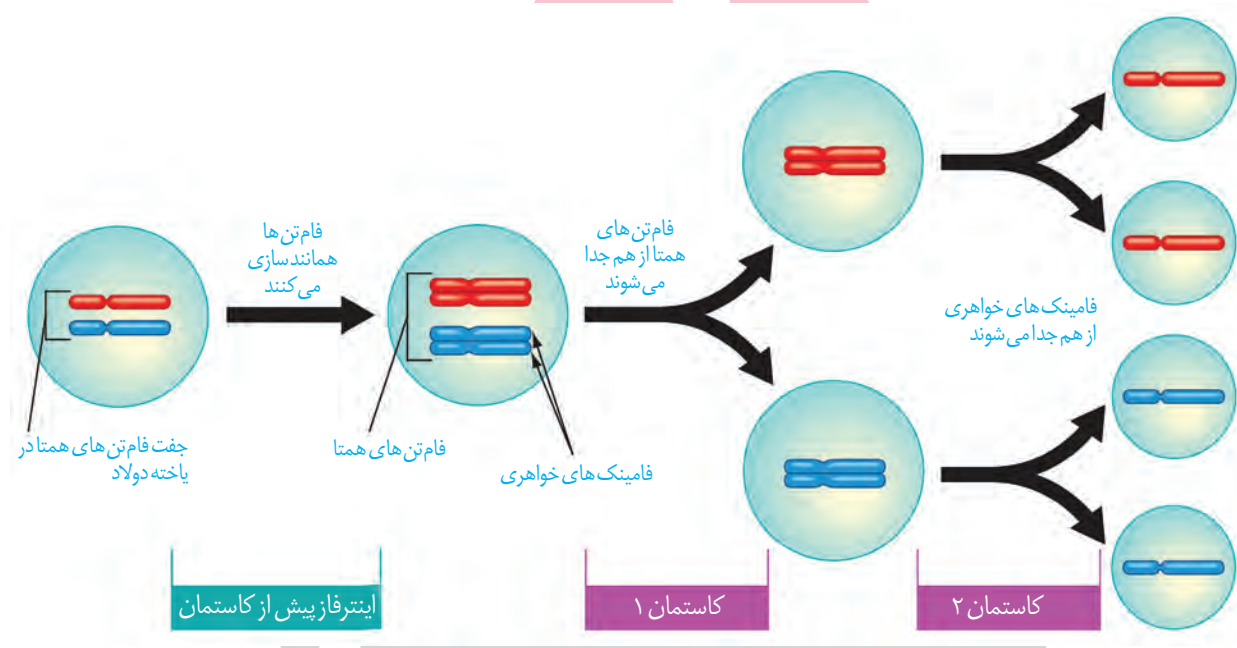 فام‌تن‌ها
همانندسازی
می‌کنند
فام‌تن‌های
همتا از هم جدا
می‌شوند
فامینک‌های خواهری
از هم جدا می‌شوند
جفت فام‌تن‌های همتا در
یاخته دولاد
فام‌تن‌های همتا
فامینک‌های خواهری
اینترفاز پیش از کاستمان
کاستمان ۱
کاستمان ۲